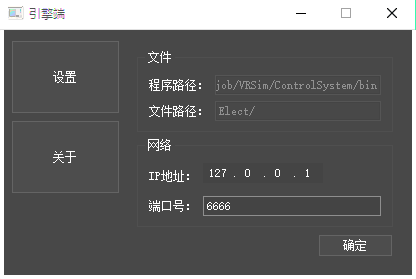 引擎端
设置
关于
文件
程序路径: job/VRSim/ControlSystem/bin
文件路径: Elect/
网络
IP地址: 127 . 0 . 0 . 1
端口号: 6666
确定